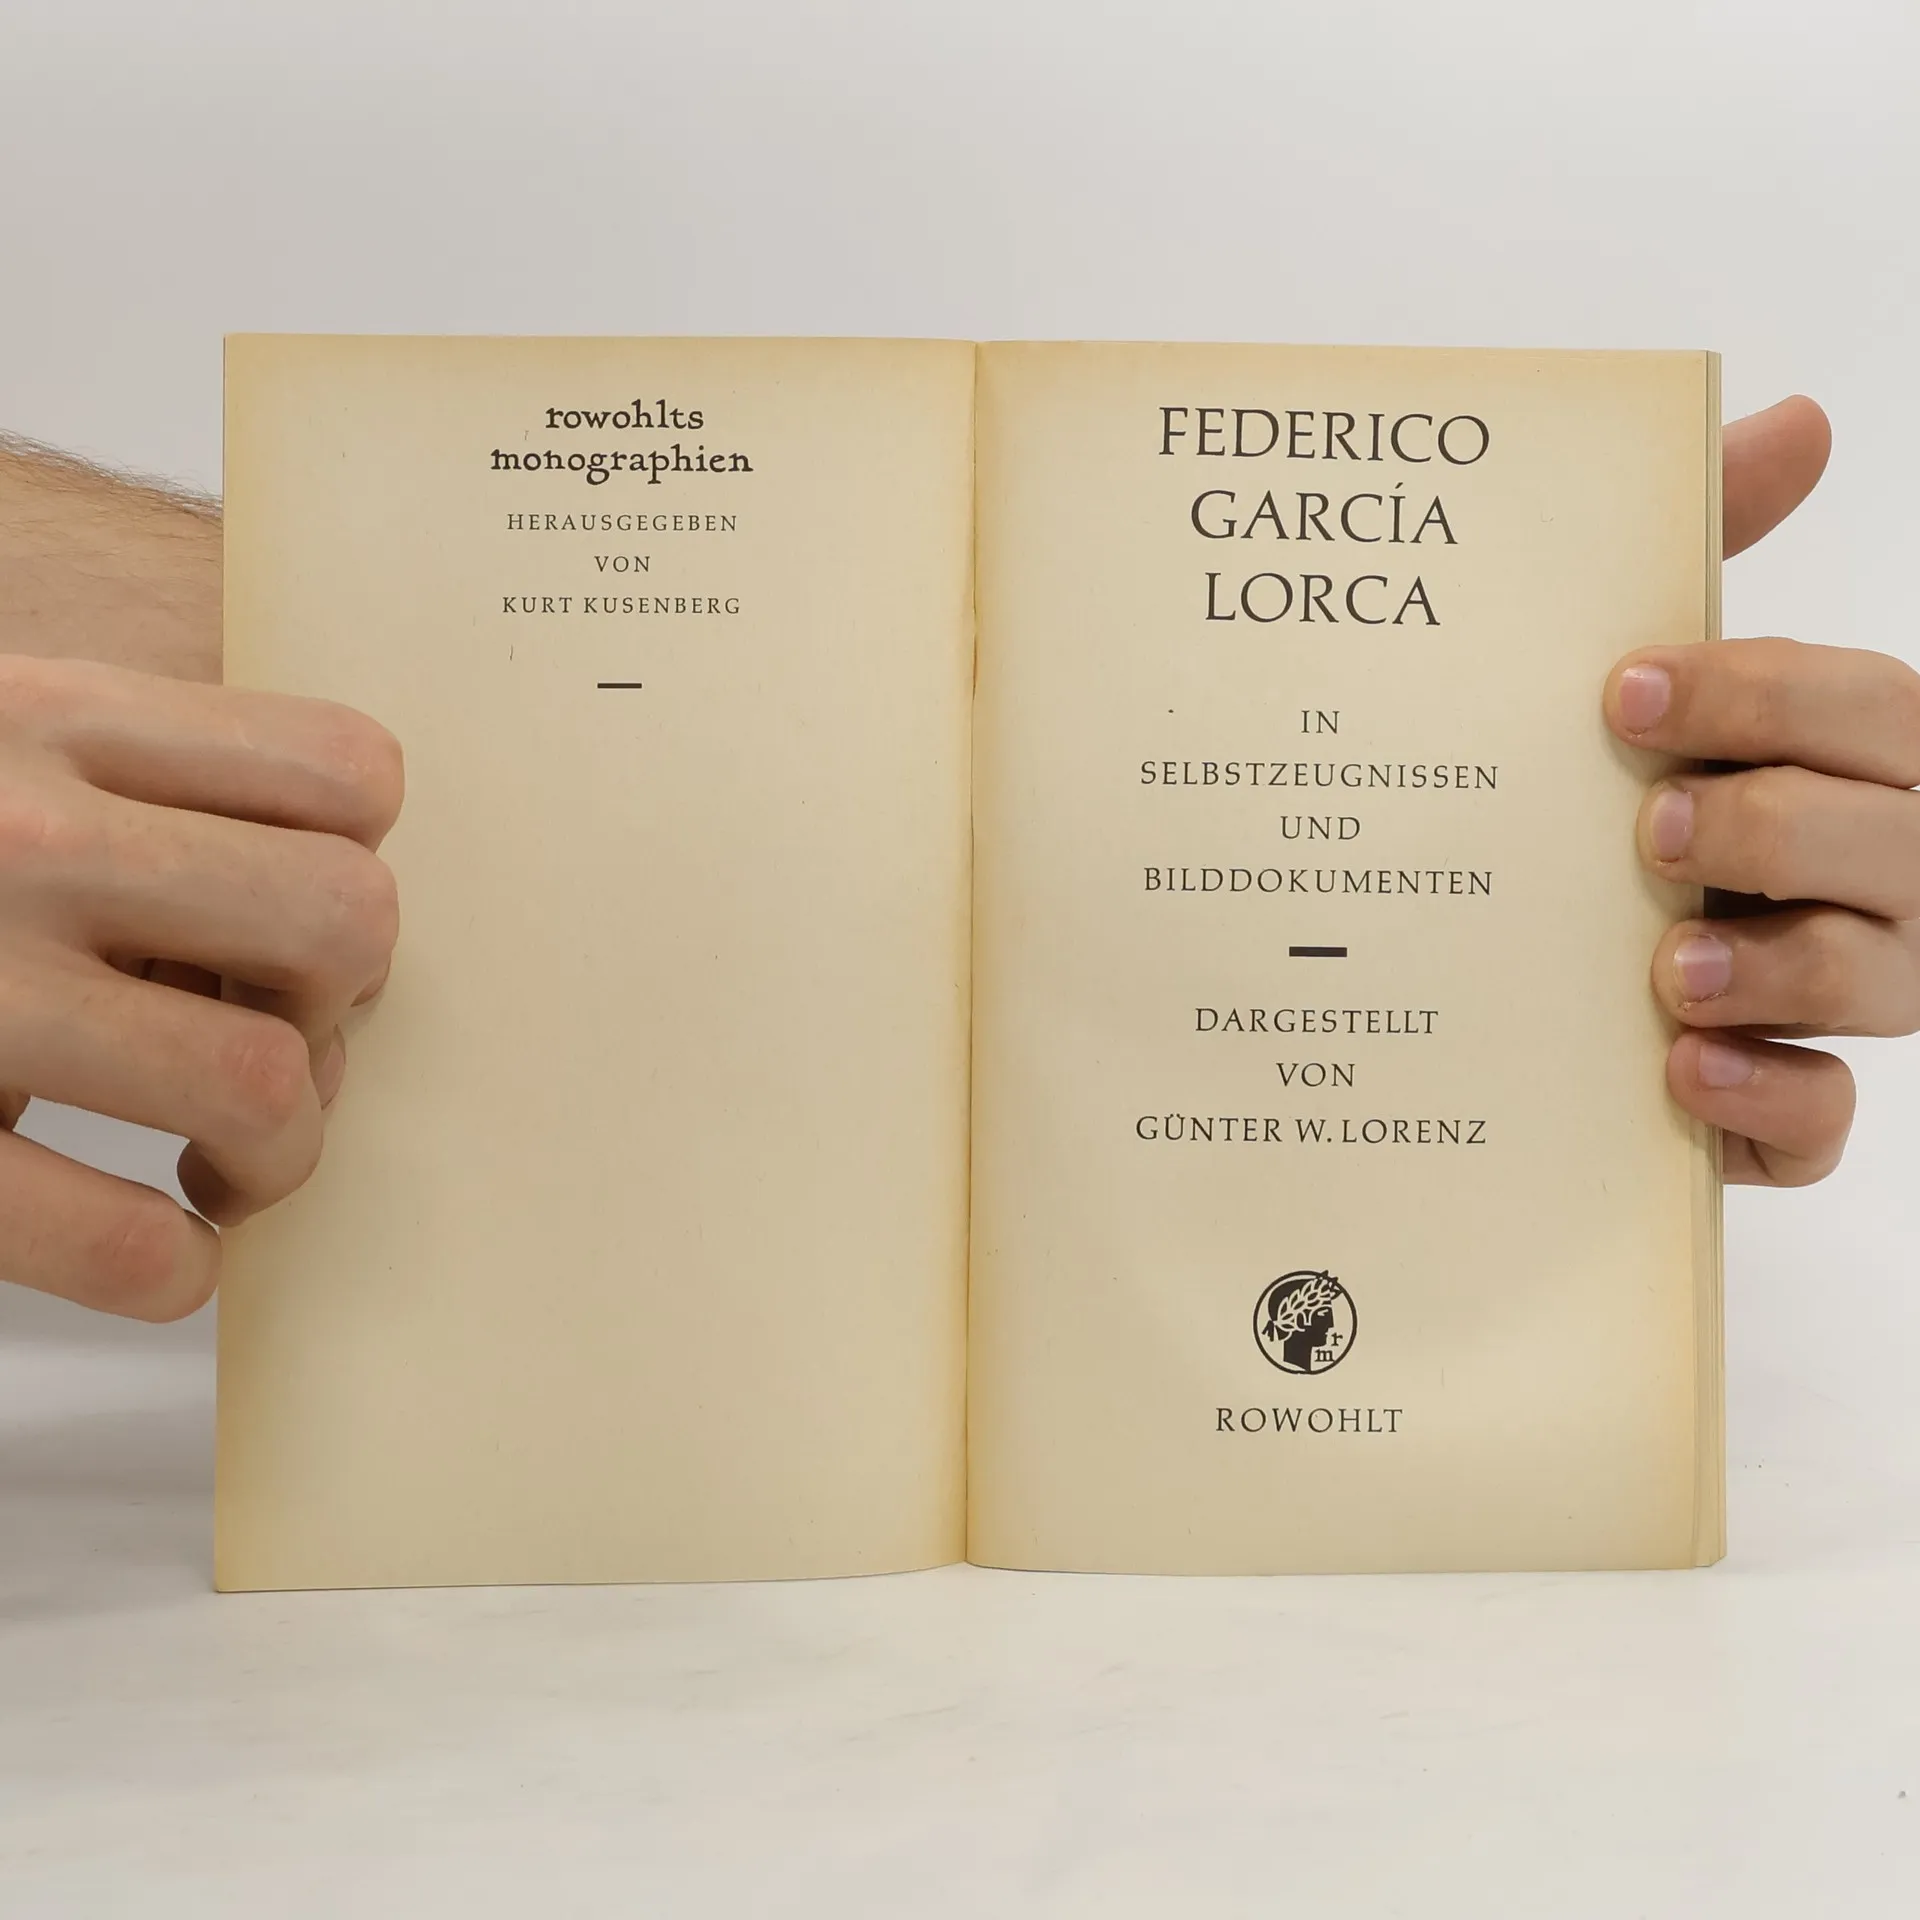 rowohlts
monographien
HERAUSGEGEBEN
VON
KURT KUSENBERG
FEDERICO
GARCÍA
LORCA
IN
SELBSTZEUGNISSEN
UND
BILDDOKUMENTEN
DARGESTELLT
VON
GÜNTER W. LORENZ
r
m
ROWOHLT